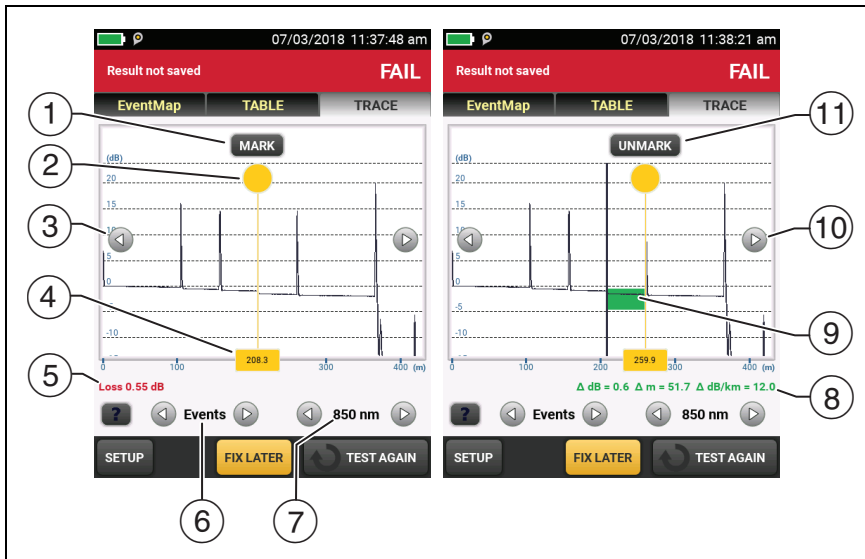 07/03/2018 11:37:48 am
Result not saved FAIL
EventMap TABLE TRACE
1
MARK
2
(dB)
20
15
3
10
5
0
4
-5
-10
208.3
0 100 300 400 (m)
5
Loss 0.55 dB
? Events 850 nm
SETUP FIX LATER TEST AGAIN
6
7
07/03/2018 11:38:21 am
Result not saved FAIL
EventMap TABLE TRACE
11
UNMARK
(dB)
20
15
10
10
5
0
9
-5
-10
259.9
0 100 200 300 400 (m)
Δ dB = 0.6 Δ m = 51.7 Δ dB/km = 12.0
8
? Events 850 nm
SETUP FIX LATER TEST AGAIN